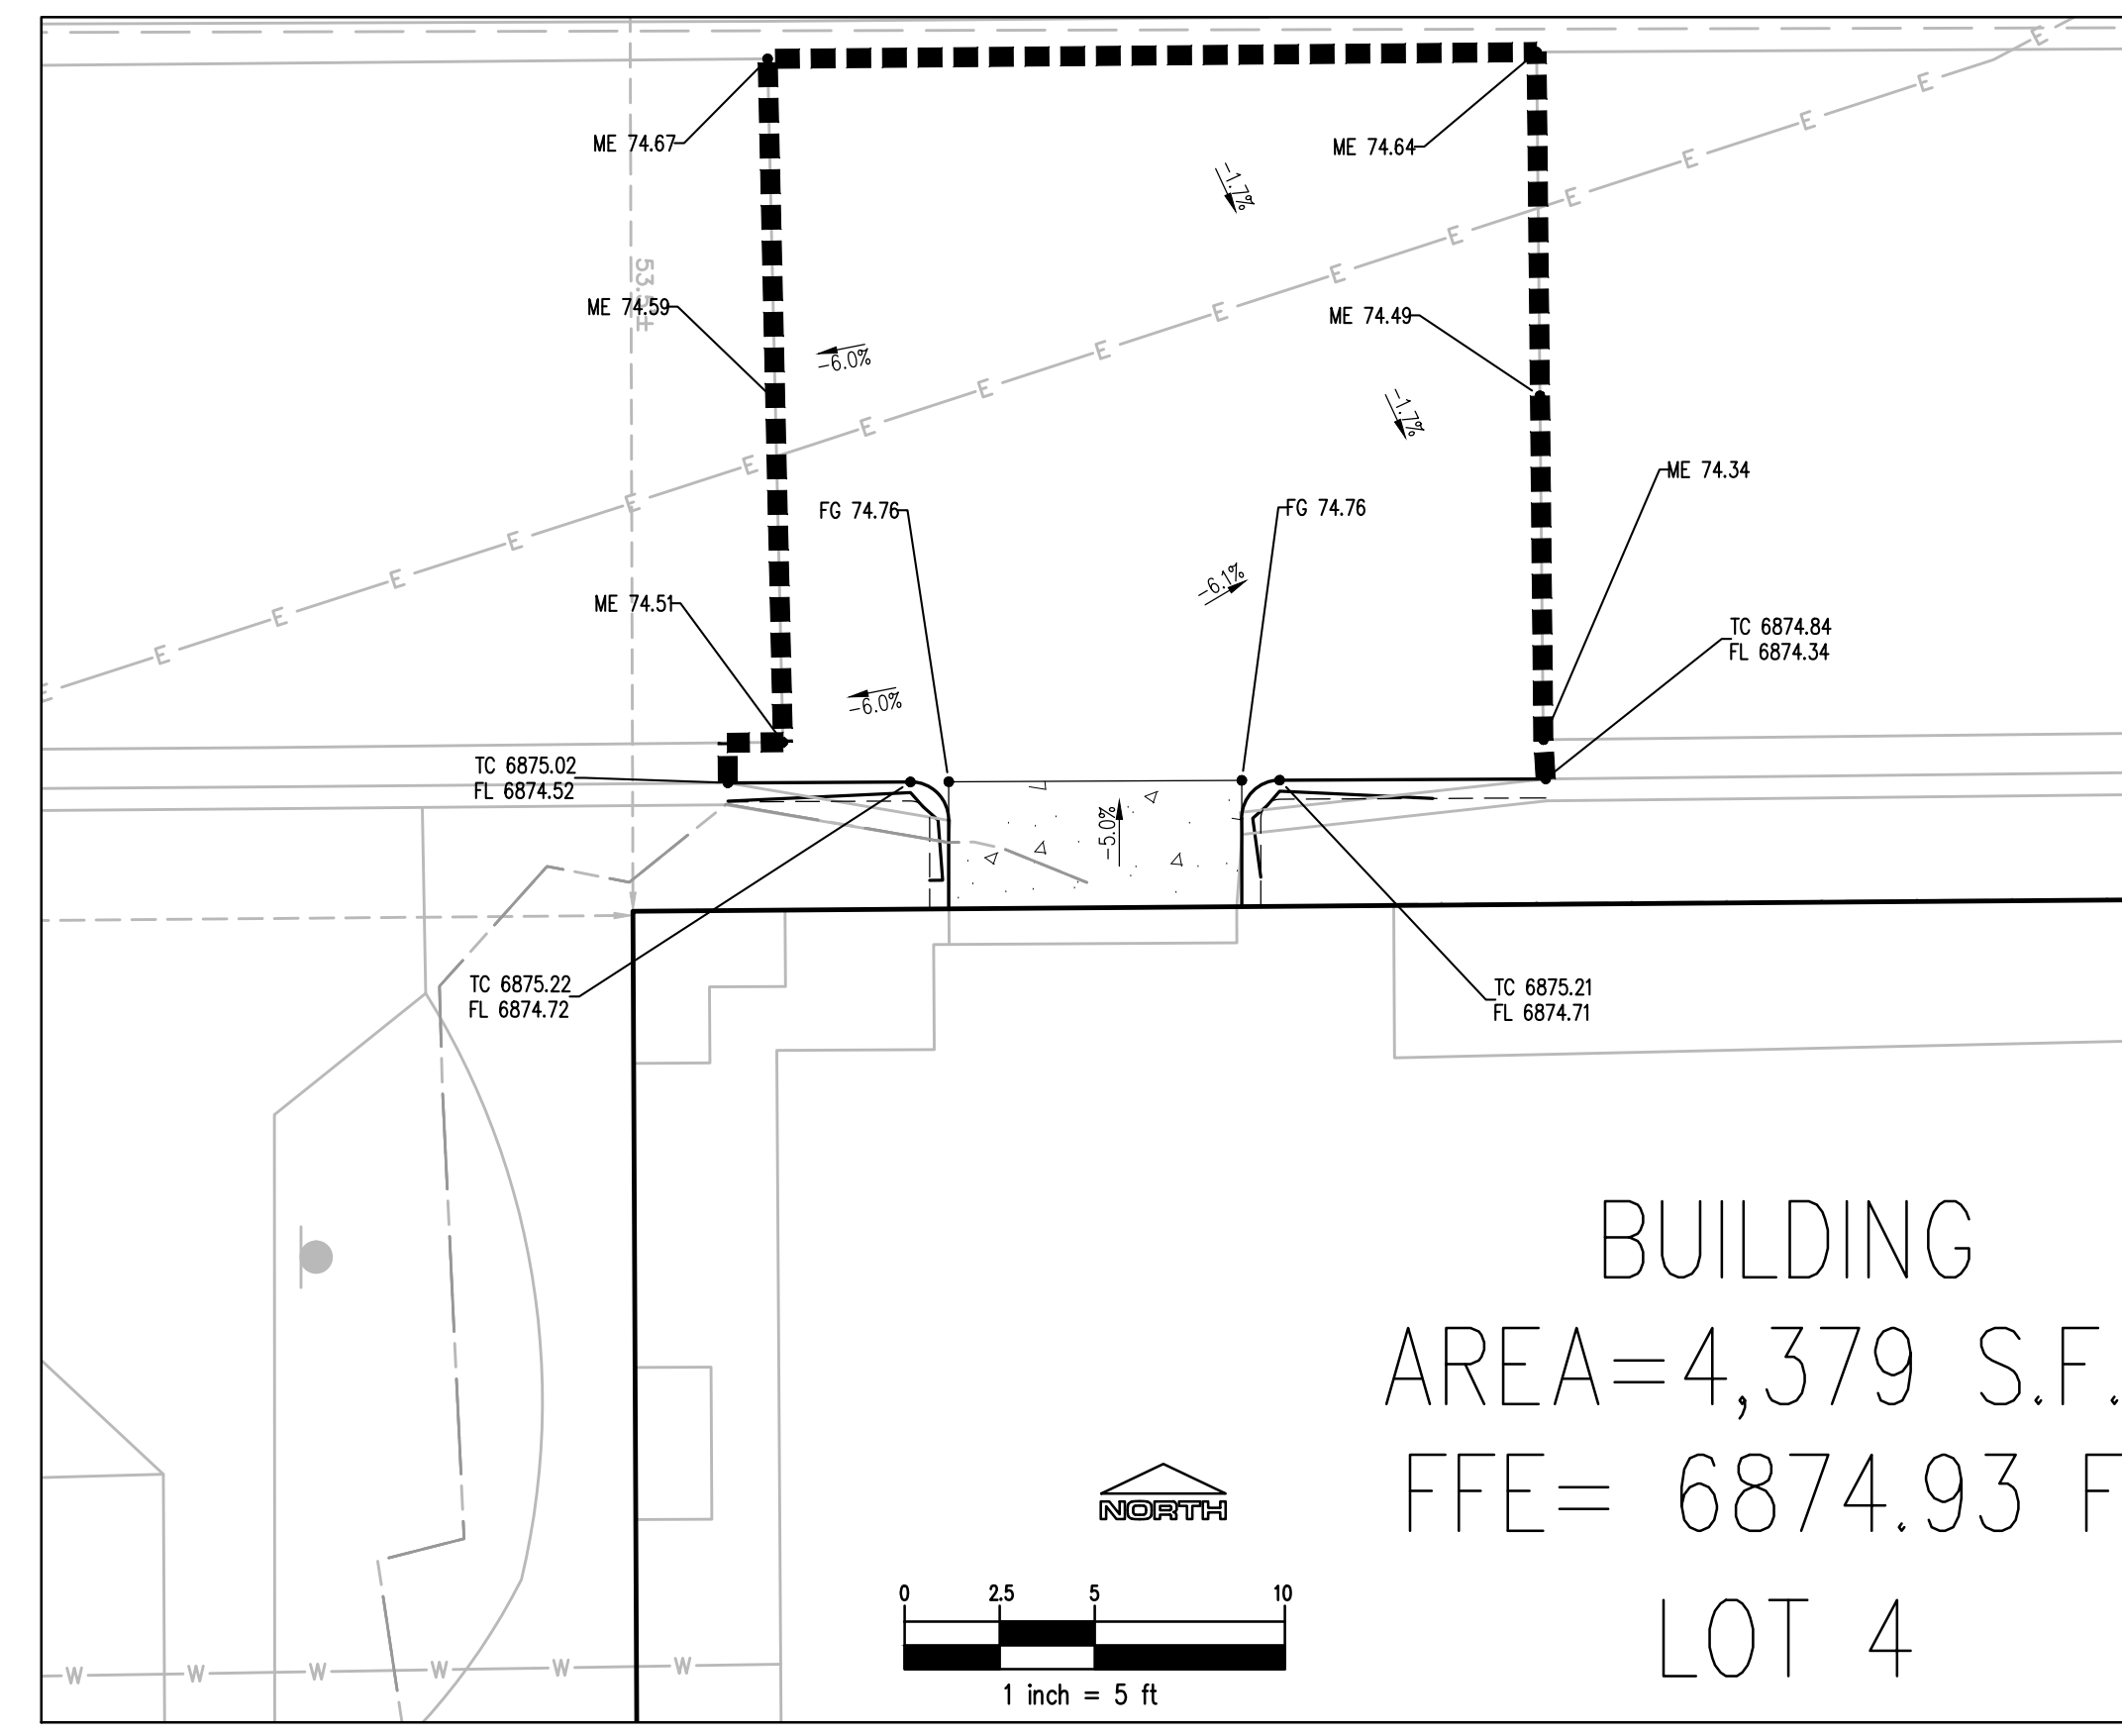 E
ME 74.67
ME 74.64
E
E
-1.7%
E
E
53.5±
ME 74.59
ME 74.49
E
E
E
-6.0%
E
E
-1.7%
E
E
ME 74.34
E
FG 74.76
FG 74.76
E
E
-6.1%
ME 74.51
E
E
TC 6874.84
FL 6874.34
E
-6.0%
TC 6875.02
FL 6874.52
-5.0%
TC 6875.22
FL 6874.72
TC 6875.21
FL 6874.71
BUILDING
AREA=4,379 S.F.
FFE= 6874.93 F
NORTH
0 2.5 5 10
LOT 4
W W W W W W
1 inch = 5 ft